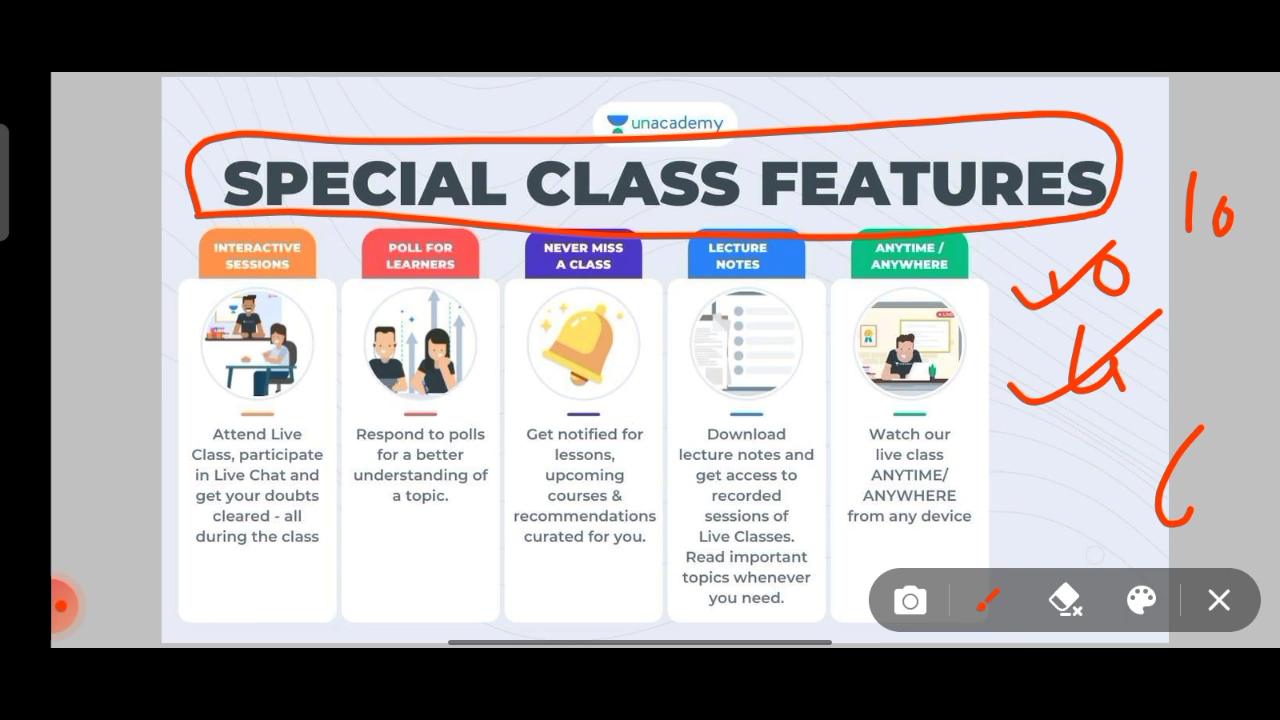 unacademy
SPECIAL CLASS FEATURES
INTERACTIVE
SESSIONS
Attend Live
Class, participate
in Live Chat and
get your doubts
cleared - all
during the class
POLL FOR
LEARNERS
Respond to polls
for a better
understanding of
a topic.
NEVER MISS
A CLASS
Get notified for
lessons,
upcoming
courses &
recommendations
curated for you.
LECTURE
NOTES
Download
lecture notes and
get access to
recorded
sessions of
Live Classes.
Read important
topics whenever
you need.
ANYTIME /
ANYWHERE
Watch our
live class
ANYTIME/
ANYWHERE
from any device
10